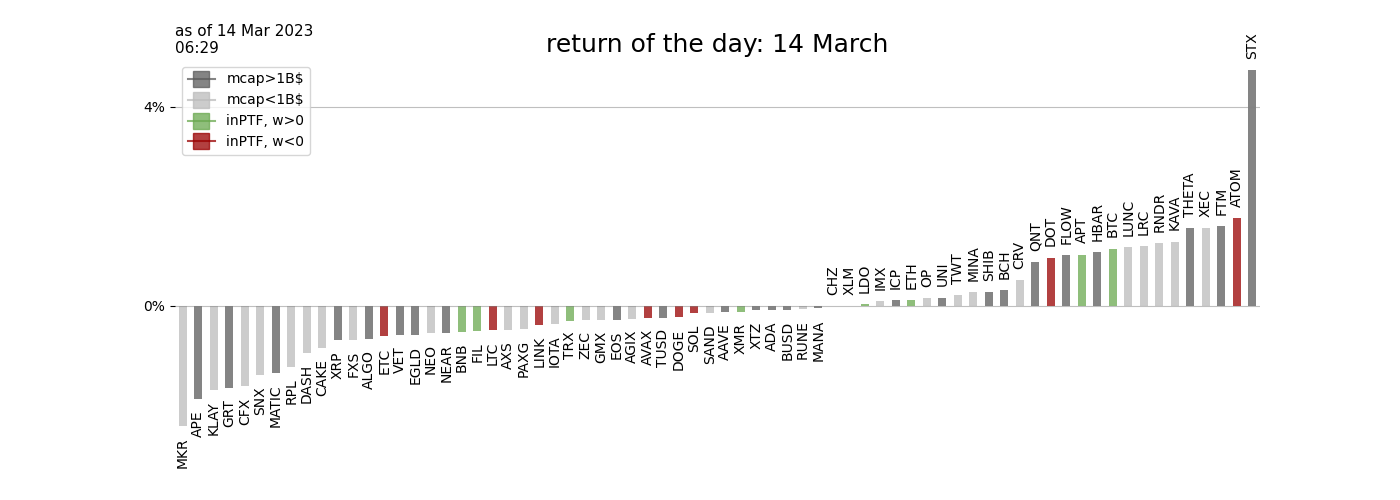 as of 14 Mar 2023
06:29
return of the day: 14 March
mcap>1B$
mcap<1B$
inPTF, w>0
inPTF, w<0
4%
0%
MKR
APE
KLAY
GRT
CFX
SNX
MATIC
RPL
DASH
CAKE
XRP
FXS
ALGO
ETC
VET
EGLD
NEO
NEAR
BNB
FIL
LTC
AXS
PAXG
LINK
IOTA
TRX
ZEC
GMX
EOS
AGIX
AVAX
TUSD
DOGE
SOL
SAND
AAVE
XMR
XTZ
ADA
BUSD
RUNE
MANA
CHZ
XLM
LDO
IMX
ICP
ETH
OP
UNI
TWT
MINA
SHIB
BCH
CRV
QNT
DOT
FLOW
APT
HBAR
BTC
LUNC
LRC
RNDR
KAVA
THETA
XEC
FTM
ATOM
STX